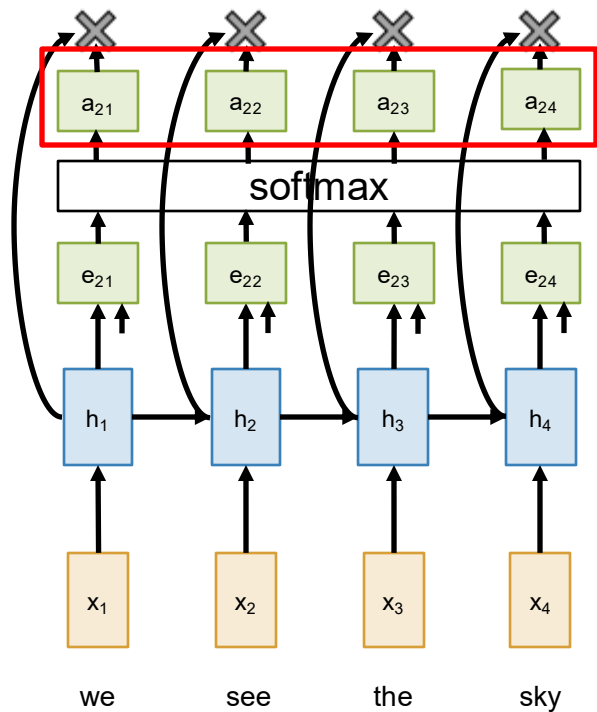 a21 a22 a23 a24
softmax
e21 e22 e23 e24
h1 h2 h3 h4
x1 x2 x3 x4
we see the sky